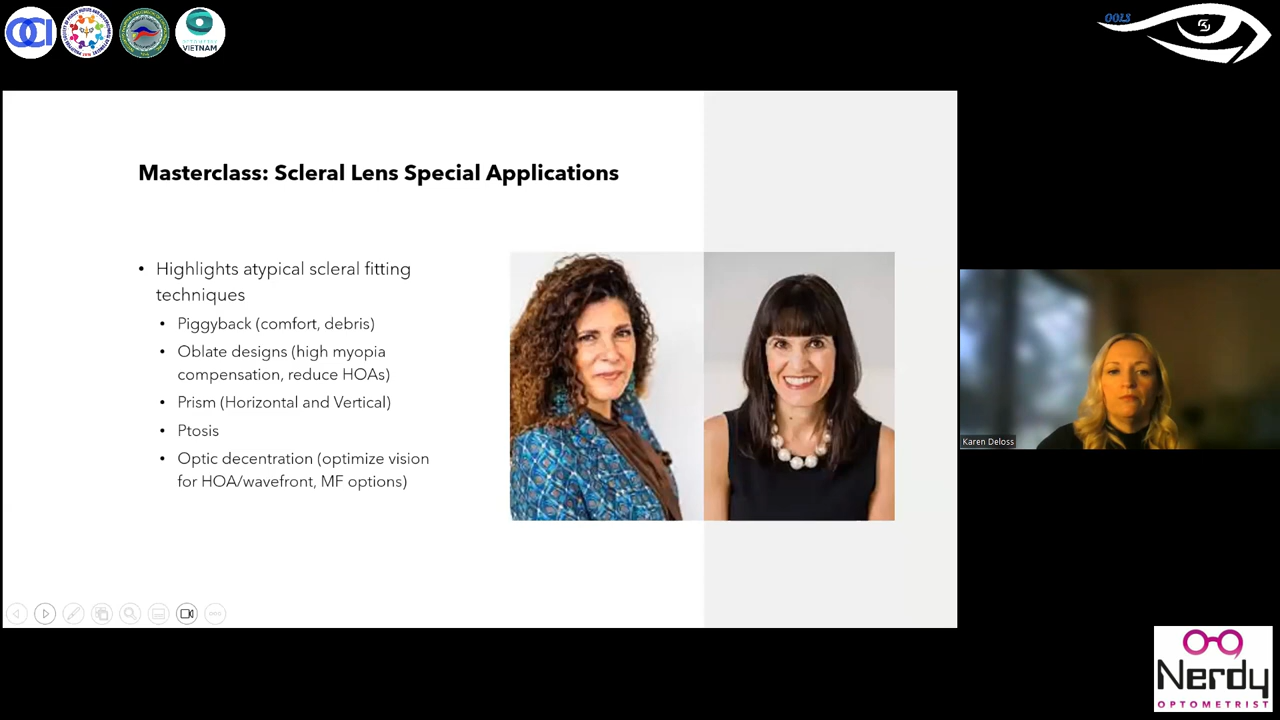 OCI
VIETNAM
OOLS
Masterclass: Scleral Lens Special Applications
• Highlights atypical scleral fitting
techniques
• Piggyback (comfort, debris)
• Oblate designs (high myopia
compensation, reduce HOAs)
• Prism (Horizontal and Vertical)
• Ptosis
• Optic decentration (optimize vision
for HOA/wavefront, MF options)
Karen Deloss
Nerdy
OPTOMETRIST